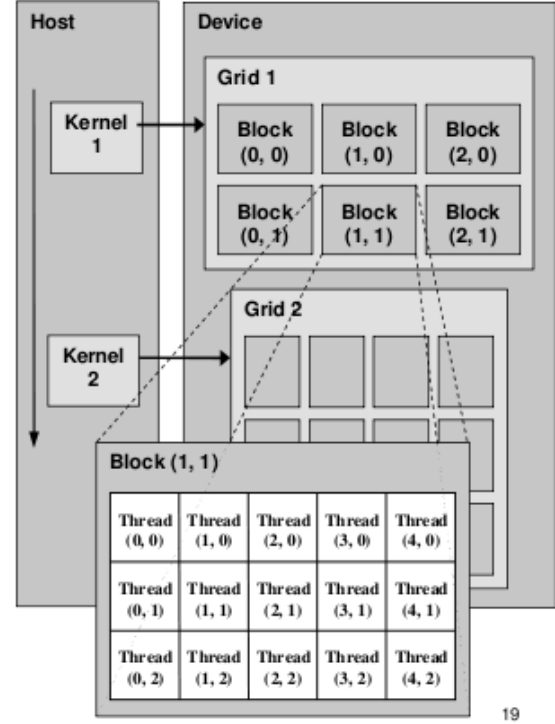 Host
Device
Grid 1
Kernel
1
Block
(0, 0)
Block
(1, 0)
Block
(2, 0)
Block
(0, 1)
Block
(1, 1)
Block
(2, 1)
Grid 2
Kernel
2
Block (1, 1)
Thread
(0, 0)
Thread
(1, 0)
Thread
(2, 0)
Thread
(3, 0)
Thread
(4, 0)
Thread
(0, 1)
Thread
(1, 1)
Thread
(2, 1)
Thread
(3, 1)
Thread
(4, 1)
Thread
(0, 2)
Thread
(1, 2)
Thread
(2, 2)
Thread
(3, 2)
Thread
(4, 2)
19